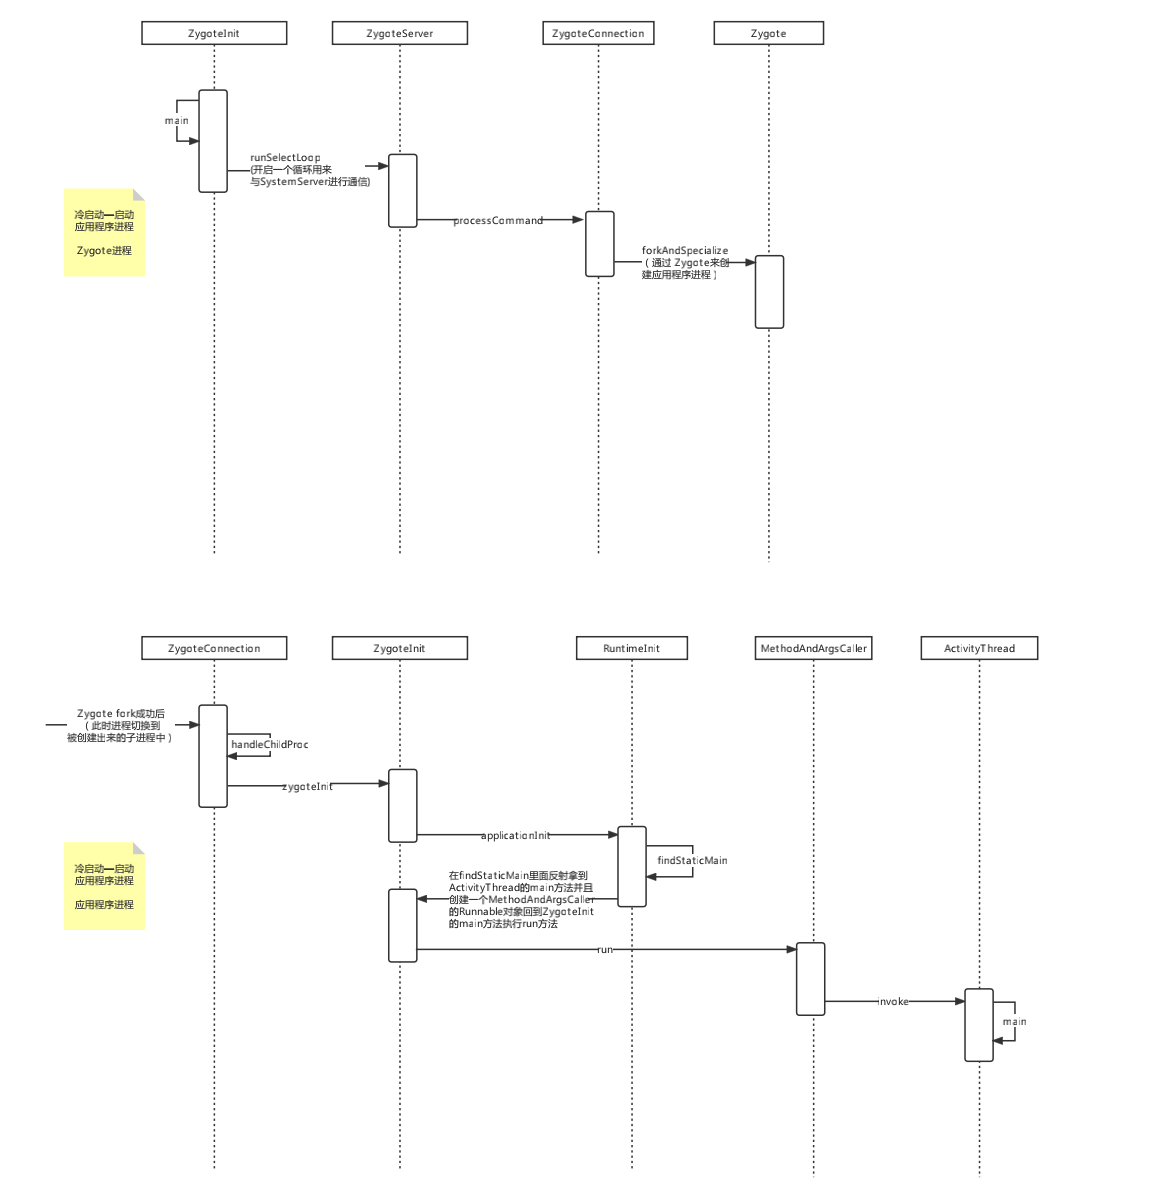 ZygoteInit
ZygoteServer
ZygoteConnection
Zygote
main
runSelectLoop
(开启一个循环用来
与SystemServer进行通信)
冷启动—启动
应用程序进程
Zygote进程
processCommand
forkAndSpecialize
（通过 Zygote来创
建应用程序进程）
ZygoteConnection
ZygoteInit
RuntimeInit
MethodAndArgsCaller
ActivityThread
Zygote fork成功后
（此时进程切换到
被创建出来的子进程中）
handleChildProc
zygoteInit
applicationInit
findStaticMain
冷启动—启动
应用程序进程
应用程序进程
在findStaticMain里面反射拿到
ActivityThread的main方法并且
创建一个MethodAndArgsCaller
的Runnable对象回到ZygoteInit
的main方法执行run方法
run
invoke
main